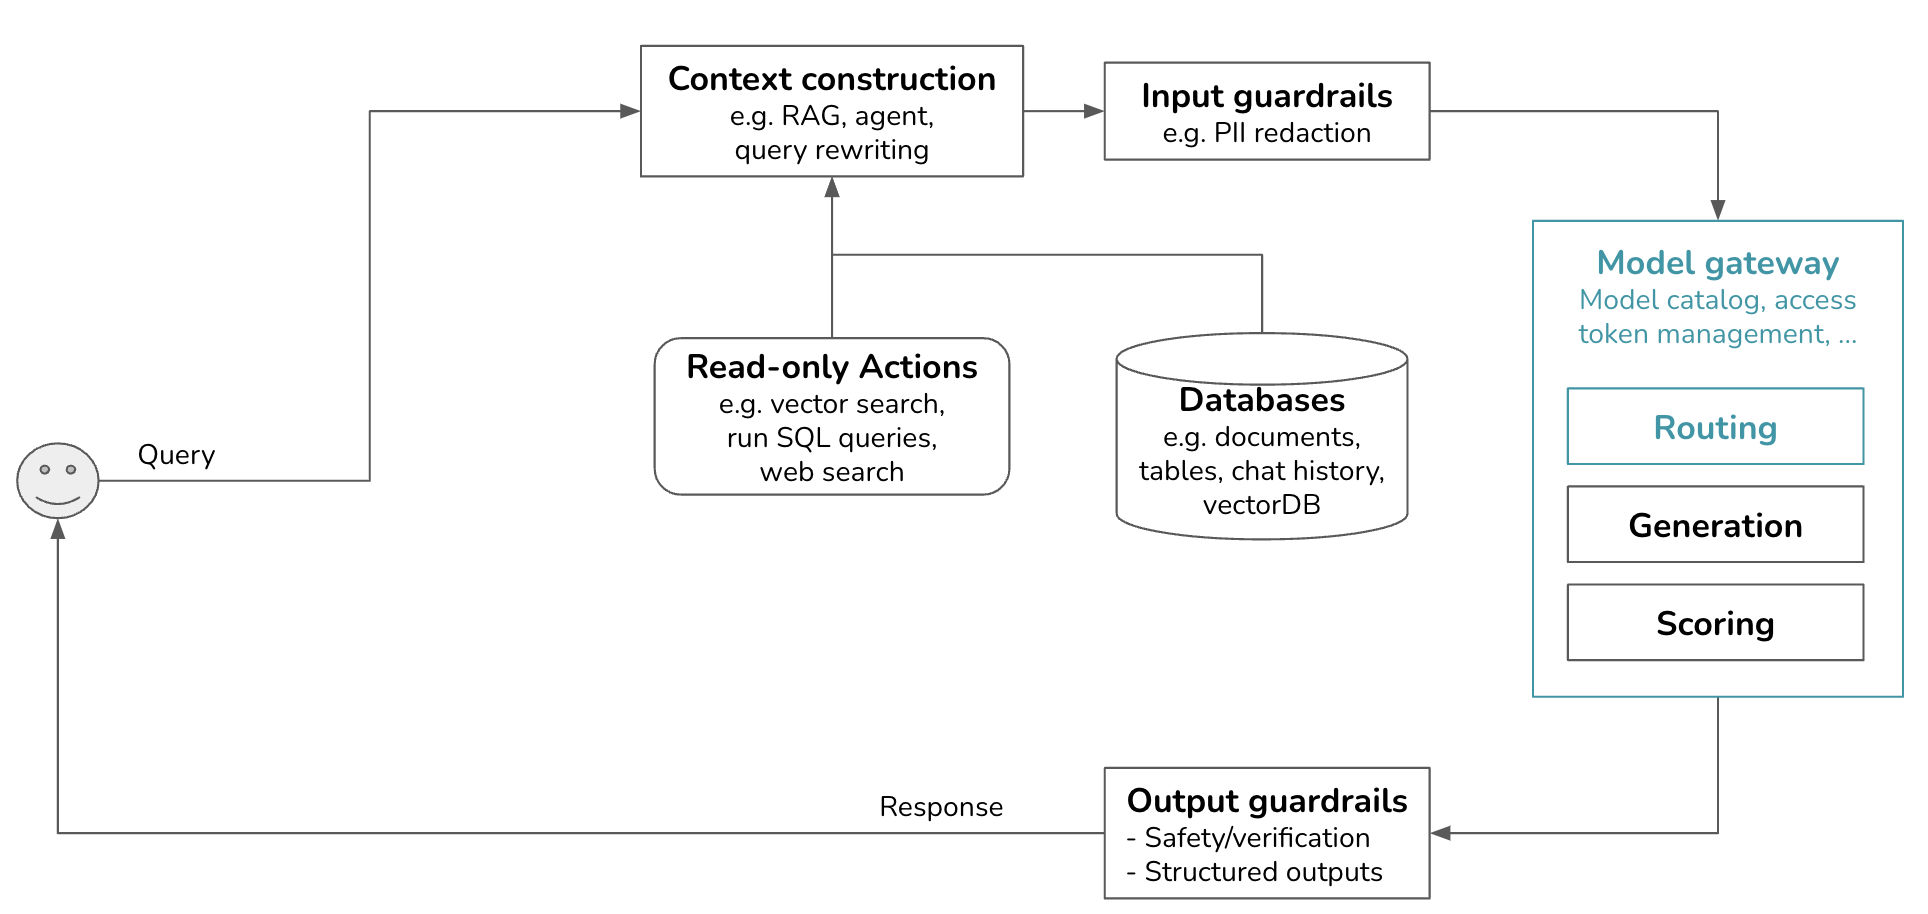 Context construction
e.g. RAG, agent,
query rewriting
Input guardrails
e.g. PII redaction
Model gateway
Model catalog, access
token management, ...
Routing
Generation
Scoring
Read-only Actions
e.g. vector search,
run SQL queries,
web search
Databases
e.g. documents,
tables, chat history,
vectorDB
Query
Response
Output guardrails
- Safety/verification
- Structured outputs